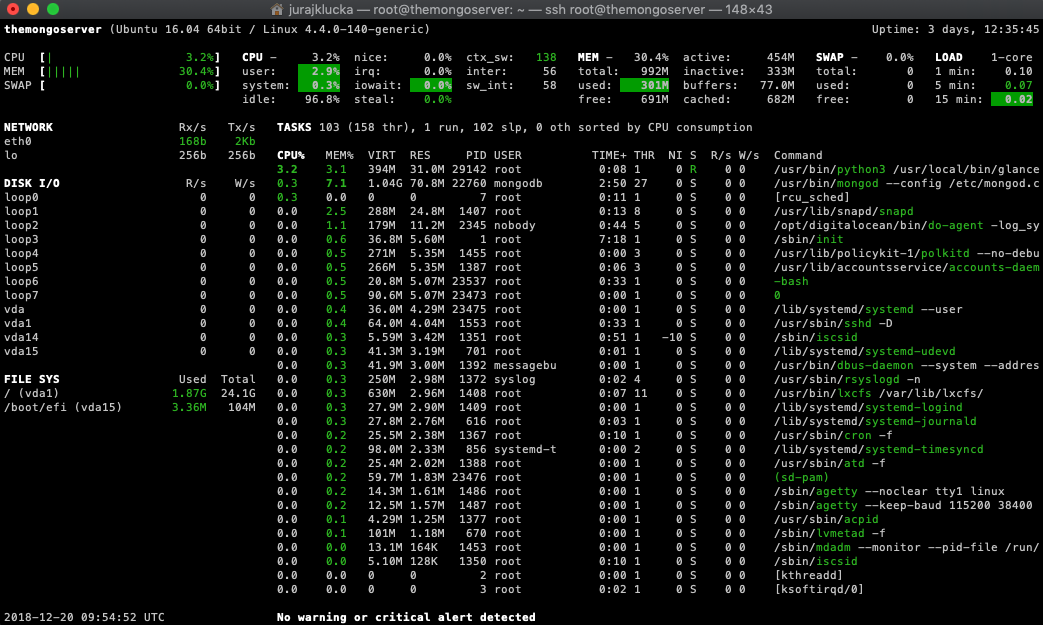 jurajklucka — root@themongoserver: ~ — ssh root@themongoserver — 148×43
themongoserver (Ubuntu 16.04 64bit / Linux 4.4.0-140-generic) Uptime: 3 days, 12:35:45
CPU [| 3.2%] CPU - 3.2% nice: 0.0% ctx_sw: 138 MEM - 30.4% active: 454M SWAP - 0.0% LOAD 1-core
MEM [||||| 30.4%] user: 2.9% irq: 0.0% inter: 56 total: 992M inactive: 333M total: 0 1 min: 0.10
SWAP [ 0.0%] system: 0.3% iowait: 0.0% sw_int: 58 used: 301M buffers: 77.0M used: 0 5 min: 0.07
idle: 96.8% steal: 0.0% free: 691M cached: 682M free: 0 15 min: 0.02
NETWORK Rx/s Tx/s TASKS 103 (158 thr), 1 run, 102 slp, 0 oth sorted by CPU consumption
eth0 168b 2Kb
lo 256b 256b CPU% MEM% VIRT RES PID USER TIME+ THR NI S R/s W/s Command
3.2 3.1 394M 31.0M 29142 root 0:08 1 0 R 0 0 /usr/bin/python3 /usr/local/bin/glance
DISK I/O R/s W/s 0.3 7.1 1.04G 70.8M 22760 mongodb 2:50 27 0 S 0 0 /usr/bin/mongod --config /etc/mongod.c
loop0 0 0 0.3 0.0 0 0 7 root 0:11 1 0 S 0 0 [rcu_sched]
loop1 0 0 0.0 2.5 288M 24.8M 1407 root 0:13 8 0 S 0 0 /usr/lib/snapd/snapd
loop2 0 0 0.0 1.1 179M 11.2M 2345 nobody 0:44 5 0 S 0 0 /opt/digitalocean/bin/do-agent -log_sy
loop3 0 0 0.0 0.6 36.8M 5.60M 1 root 7:18 1 0 S 0 0 /sbin/init
loop4 0 0 0.0 0.5 271M 5.35M 1455 root 0:00 3 0 S 0 0 /usr/lib/policykit-1/polkitd --no-debu
loop5 0 0 0.0 0.5 266M 5.35M 1387 root 0:06 3 0 S 0 0 /usr/lib/accountsservice/accounts-daem
loop6 0 0 0.0 0.5 20.8M 5.07M 23537 root 0:33 1 0 S 0 0 -bash
loop7 0 0 0.0 0.5 90.6M 5.07M 23473 root 0:00 1 0 S 0 0 0
vda 0 0 0.0 0.4 36.0M 4.29M 23475 root 0:00 1 0 S 0 0 /lib/systemd/systemd --user
vda1 0 0 0.0 0.4 64.0M 4.04M 1553 root 0:33 1 0 S 0 0 /usr/sbin/sshd -D
vda14 0 0 0.0 0.3 5.59M 3.42M 1351 root 0:51 1 -10 S 0 0 /sbin/iscsid
vda15 0 0 0.0 0.3 41.3M 3.19M 701 root 0:01 1 0 S 0 0 /lib/systemd/systemd-udevd
0.0 0.3 41.9M 3.00M 1392 messagebu 0:00 1 0 S 0 0 /usr/bin/dbus-daemon --system --addres
FILE SYS Used Total 0.0 0.3 250M 2.98M 1372 syslog 0:02 4 0 S 0 0 /usr/sbin/rsyslogd -n
/ (vda1) 1.87G 24.1G 0.0 0.3 630M 2.96M 1408 root 0:07 11 0 S 0 0 /usr/bin/lxcfs /var/lib/lxcfs/
/boot/efi (vda15) 3.36M 104M 0.0 0.3 27.9M 2.90M 1409 root 0:00 1 0 S 0 0 /lib/systemd/systemd-logind
0.0 0.3 27.8M 2.76M 616 root 0:03 1 0 S 0 0 /lib/systemd/systemd-journald
0.0 0.2 25.5M 2.38M 1367 root 0:10 1 0 S 0 0 /usr/sbin/cron -f
0.0 0.2 98.0M 2.33M 856 systemd-t 0:00 2 0 S 0 0 /lib/systemd/systemd-timesyncd
0.0 0.2 25.4M 2.02M 1388 root 0:00 1 0 S 0 0 /usr/sbin/atd -f
0.0 0.2 59.7M 1.83M 23476 root 0:00 1 0 S 0 0 (sd-pam)
0.0 0.2 14.3M 1.61M 1486 root 0:00 1 0 S 0 0 /sbin/agetty --noclear tty1 linux
0.0 0.2 12.5M 1.57M 1487 root 0:00 1 0 S 0 0 /sbin/agetty --keep-baud 115200 38400
0.0 0.1 4.29M 1.25M 1377 root 0:00 1 0 S 0 0 /usr/sbin/acpid
0.0 0.1 101M 1.18M 670 root 0:00 1 0 S 0 0 /sbin/lvmetad -f
0.0 0.0 13.1M 164K 1453 root 0:00 1 0 S 0 0 /sbin/mdadm --monitor --pid-file /run/
0.0 0.0 5.10M 128K 1350 root 0:10 1 0 S 0 0 /sbin/iscsid
0.0 0.0 0 0 2 root 0:00 1 0 S 0 0 [kthreadd]
0.0 0.0 0 0 3 root 0:02 1 0 S 0 0 [ksoftirqd/0]
2018-12-20 09:54:52 UTC No warning or critical alert detected